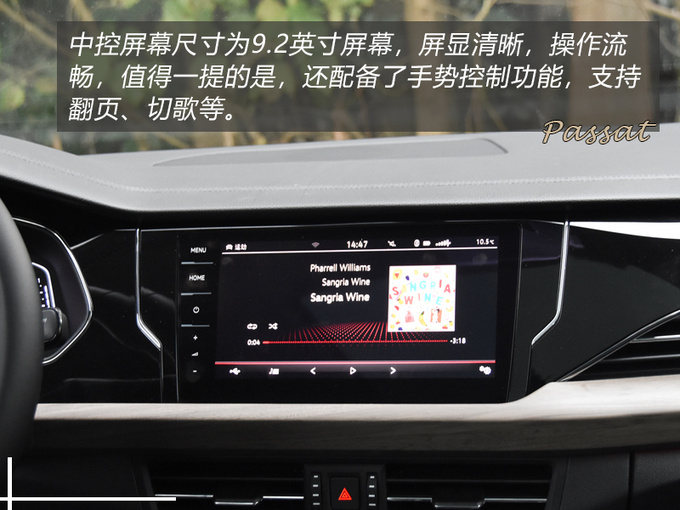 中控屏幕尺寸为9.2英寸屏幕，屏显清晰，操作流
畅，值得一提的是，还配备了手势控制功能，支持
翻页、切歌等。
Passat
MENU
运动
14:47
10.5℃
HOME
Pharrell Williams
Sangria Wine
Sangria Wine
SANGRIA
WINE
0:04
-3:18